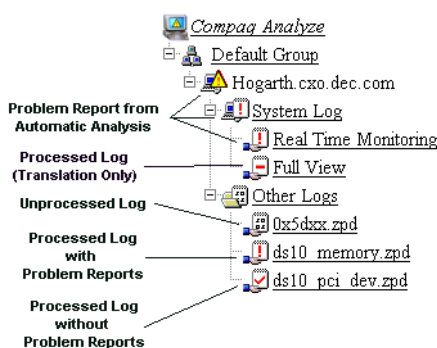 Compaq Analyze
Default Group
Hogarth.cxo.dec.com
Problem Report from
Automatic Analysis
System Log
Real Time Monitoring
Processed Log
(Translation Only)
Full View
Other Logs
Unprocessed Log
0x5dxx.zpd
Processed Log
with
Problem Reports
ds10_memory.zpd
ds10_pci_dev.zpd
Processed Log
without
Problem Reports